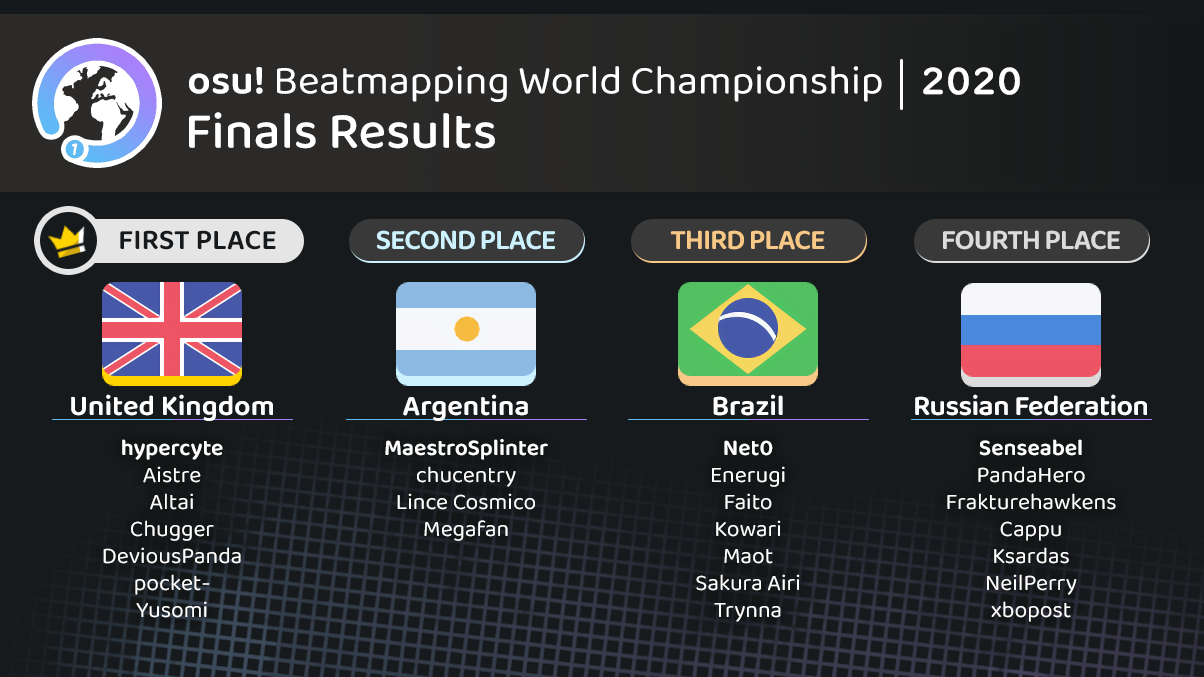 osu! Beatmapping World Championship | 2020
Finals Results
1
FIRST PLACE
United Kingdom
hypercyte
Aistre
Altai
Chugger
DeviousPanda
pocket-
Yusomi
SECOND PLACE
Argentina
MaestroSplinter
chucentry
Lince Cosmico
Megafan
THIRD PLACE
Brazil
Net0
Enerugi
Faito
Kowari
Maot
Sakura Airi
Trynna
FOURTH PLACE
Russian Federation
Senseabel
PandaHero
Frakturehawkens
Cappu
Ksardas
NeilPerry
xbopost